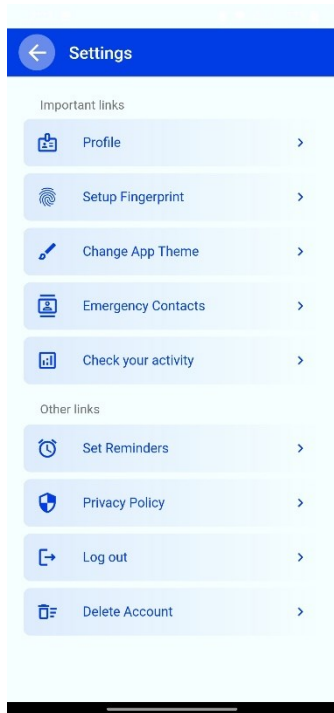 Settings
Important links
Profile
Setup Fingerprint
Change App Theme
Emergency Contacts
Check your activity
Other links
Set Reminders
Privacy Policy
Log out
Delete Account